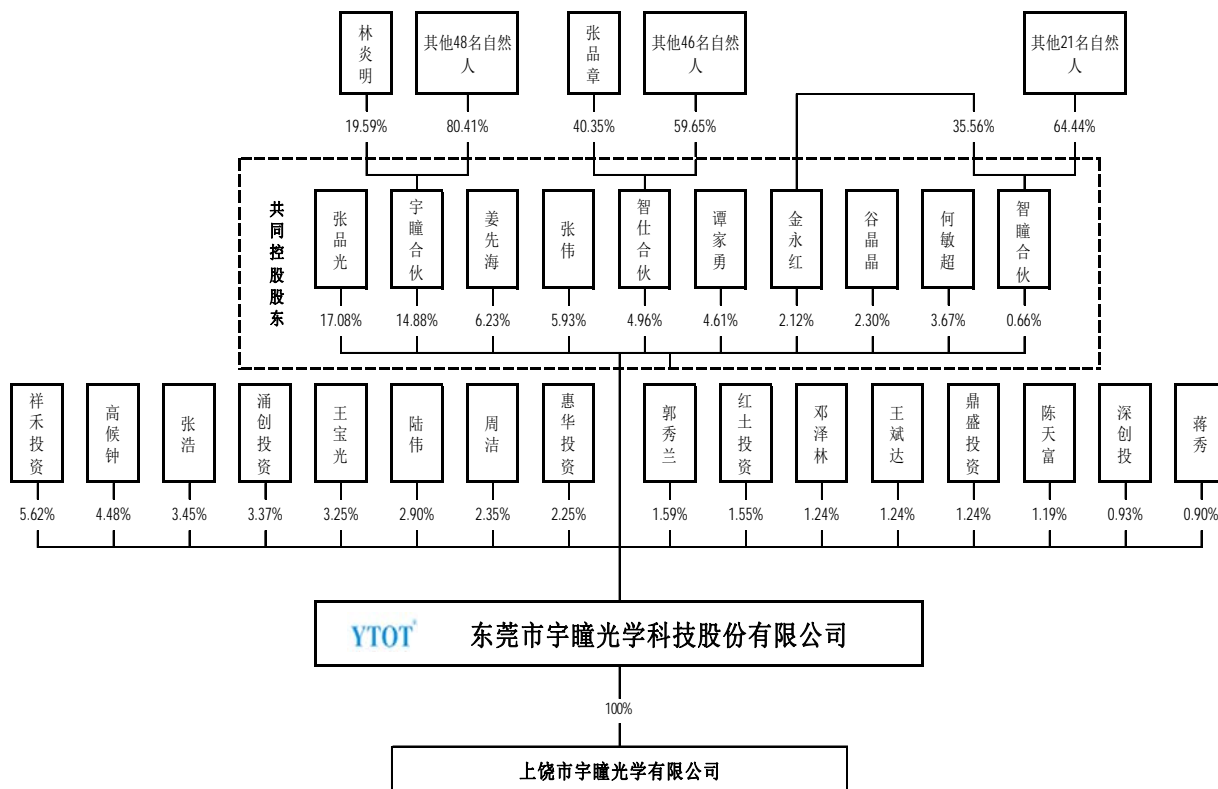 林炎明
其他48名自然人
张品章
其他46名自然人
其他21名自然人
19.59%
80.41%
40.35%
59.65%
35.56%
64.44%
共同控股股东
张品光
宇瞳合伙
姜先海
张伟
智仕合伙
谭家勇
金永红
谷晶晶
何敏超
智瞳合伙
17.08%
14.88%
6.23%
5.93%
4.96%
4.61%
2.12%
2.30%
3.67%
0.66%
祥禾投资
高候钟
张浩
涌创投资
王宝光
陆伟
周洁
惠华投资
郭秀兰
红土投资
邓泽林
王斌达
鼎盛投资
陈天富
深创投
蒋秀
5.62%
4.48%
3.45%
3.37%
3.25%
2.90%
2.35%
2.25%
1.59%
1.55%
1.24%
1.24%
1.24%
1.19%
0.93%
0.90%
YTOT 东莞市宇瞳光学科技股份有限公司
100%
上饶市宇瞳光学有限公司